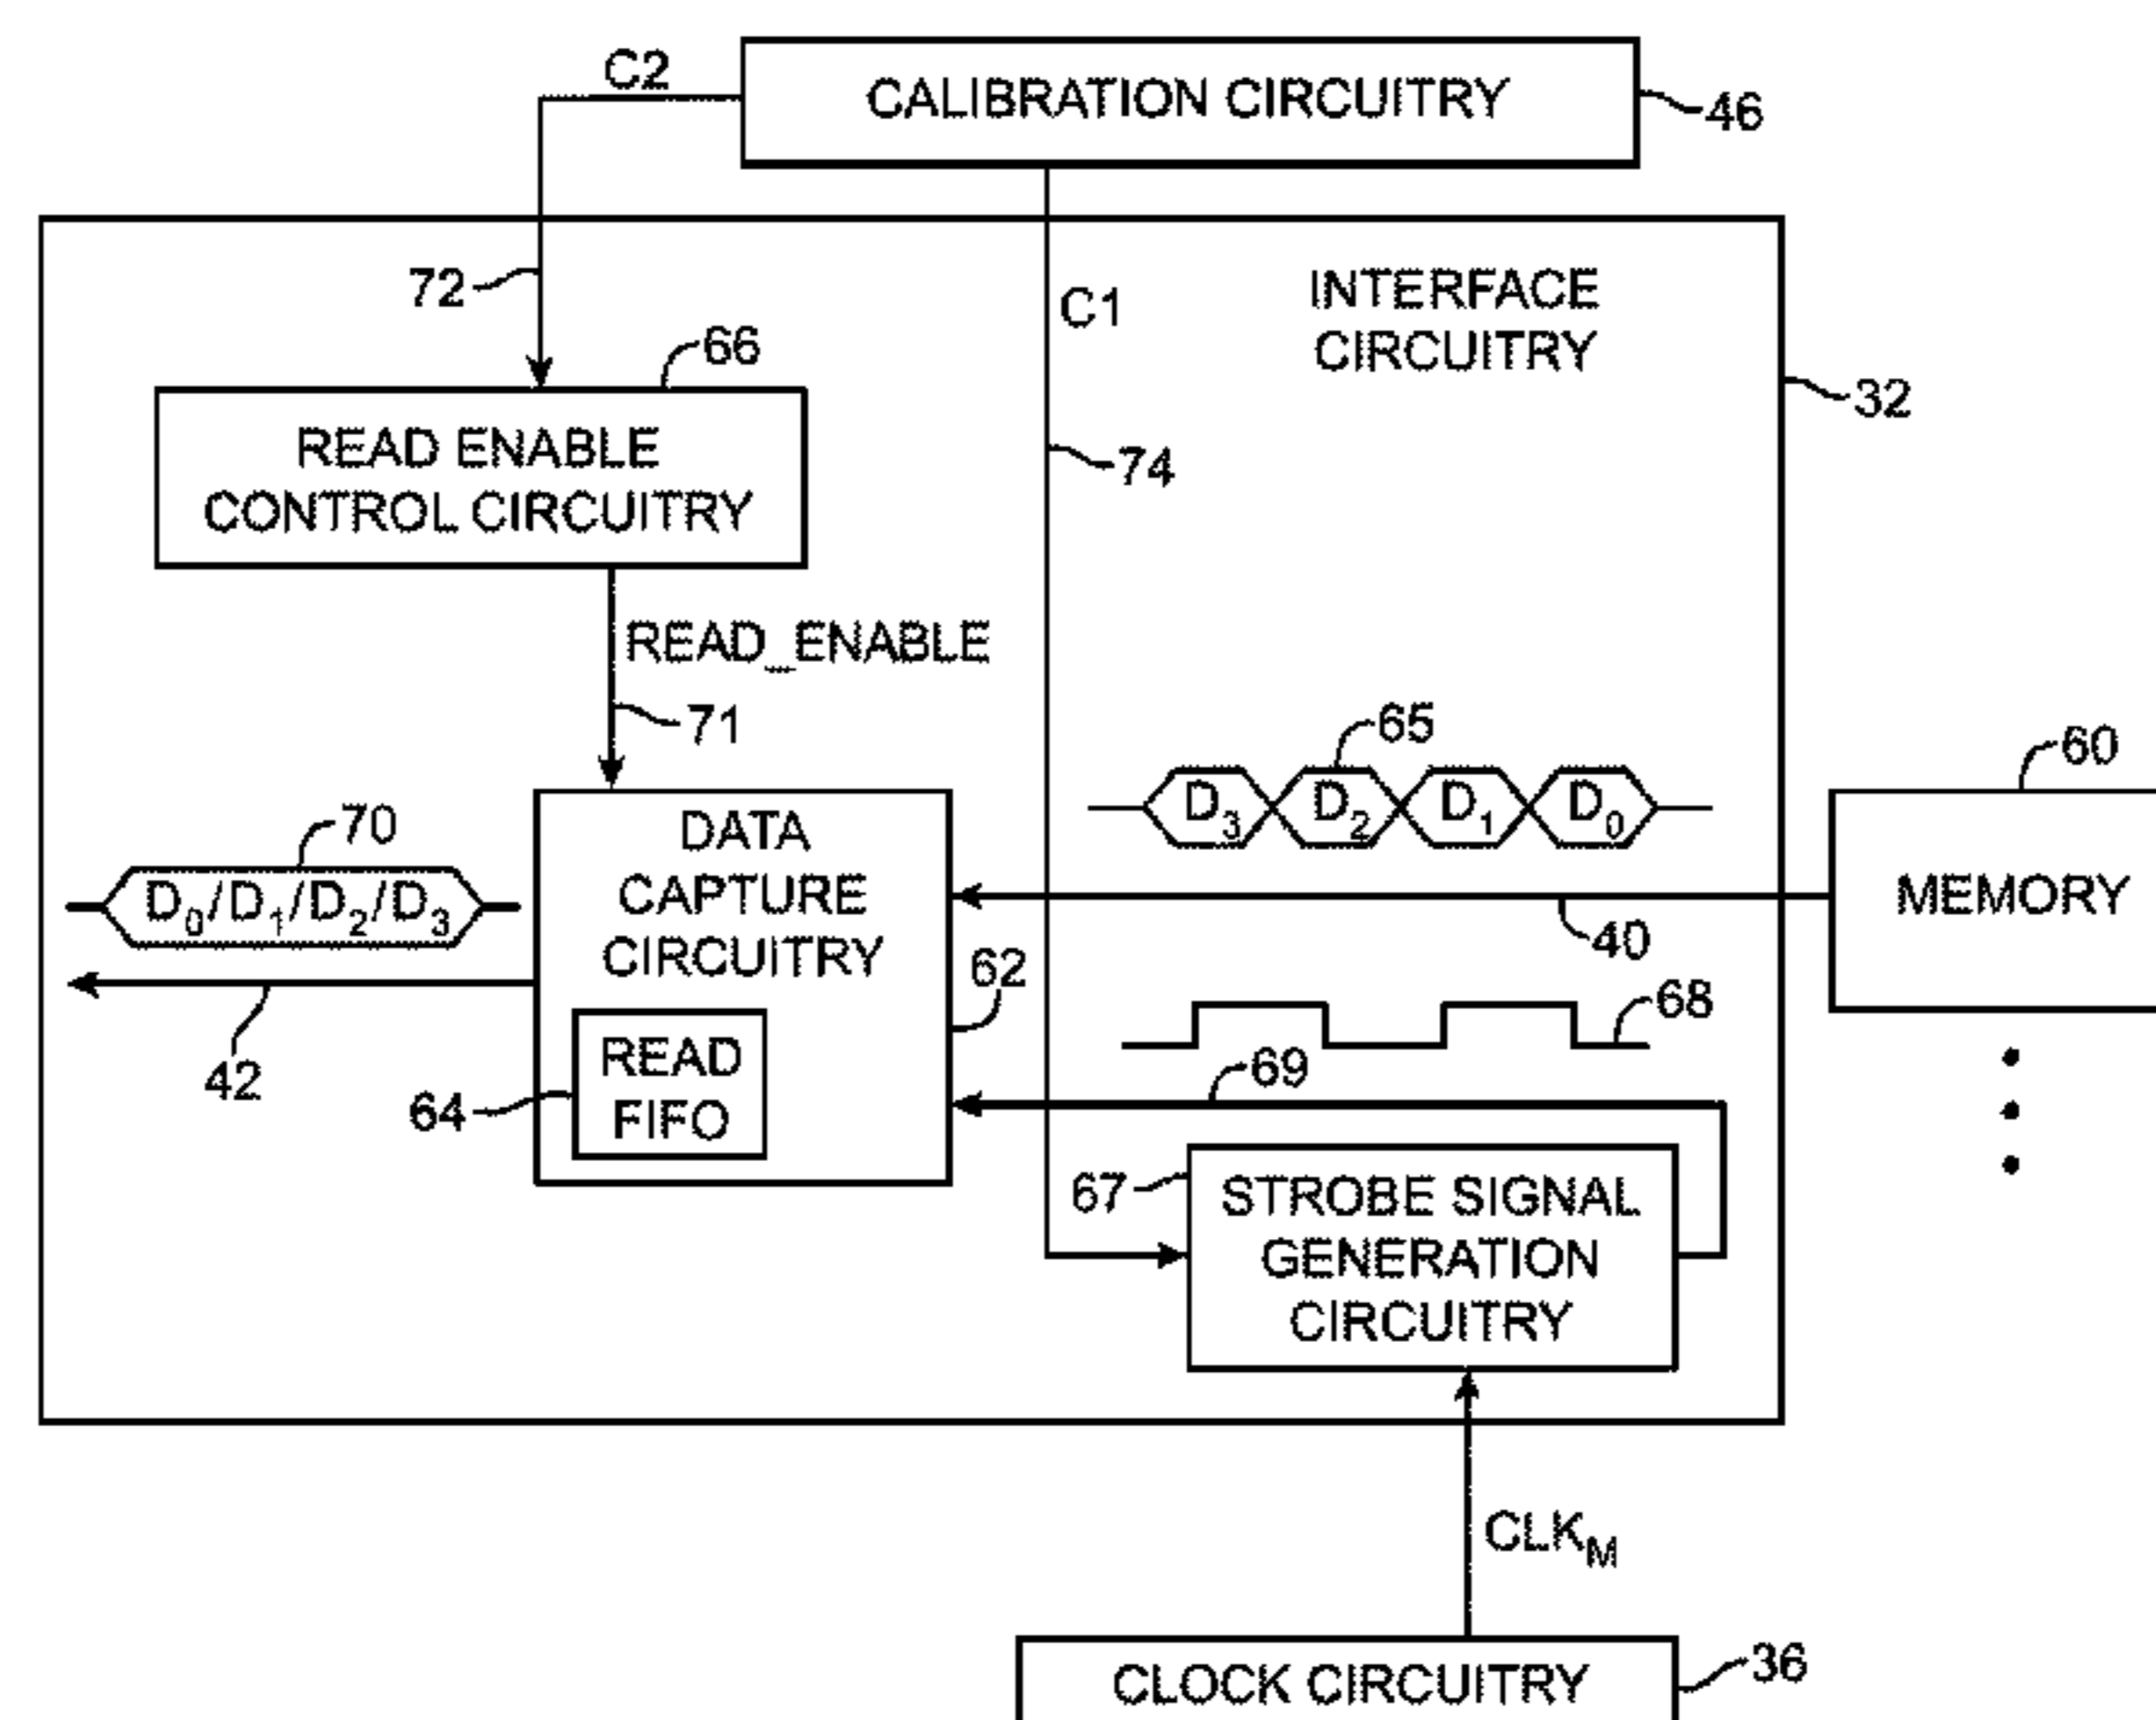 C2
CALIBRATION CIRCUITRY
46
72
C1
INTERFACE
CIRCUITRY
66
32
READ ENABLE
CONTROL CIRCUITRY
74
READ_ENABLE
71
65
60
D3 D2 D1 D0
70
D0/D1/D2/D3
DATA
CAPTURE
CIRCUITRY
MEMORY
40
62
42
68
69
64
READ
FIFO
67
STROBE SIGNAL
GENERATION
CIRCUITRY
CLKM
CLOCK CIRCUITRY
36